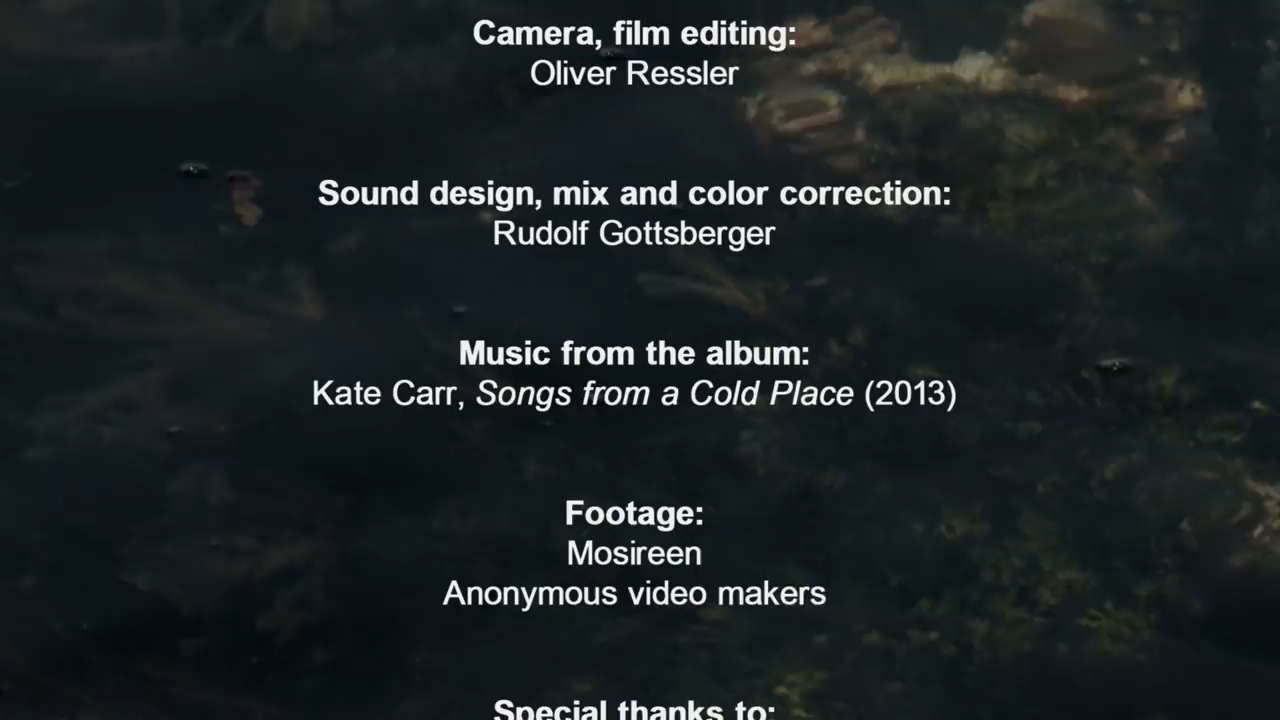 Camera, film editing:
Oliver Ressler
Sound design, mix and color correction:
Rudolf Gottsberger
Music from the album:
Kate Carr, Songs from a Cold Place (2013)
Footage:
Mosireen
Anonymous video makers
Special thanks to: